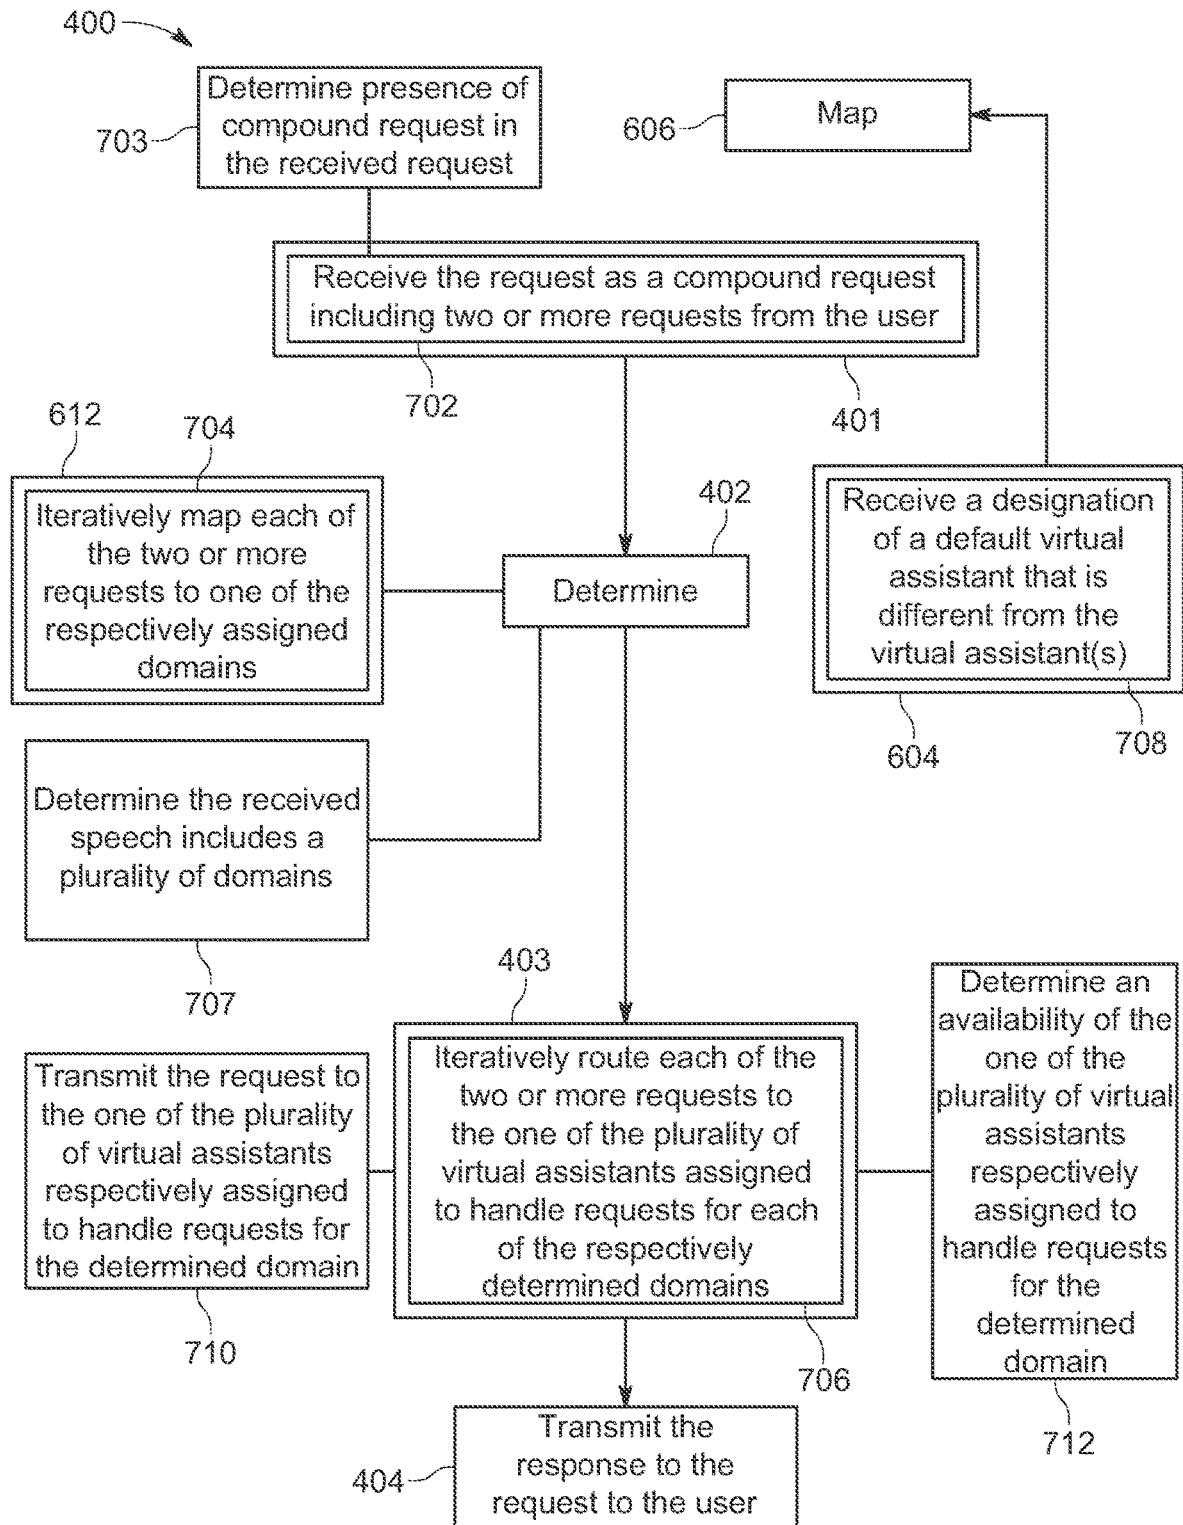 400
Determine presence of
compound request in
the received request
703
Map
606
Receive the request as a compound request
including two or more requests from the user
702
401
612
704
Iteratively map each of
the two or more
requests to one of the
respectively assigned
domains
402
Determine
Receive a designation
of a default virtual
assistant that is
different from the
virtual assistant(s)
604
708
Determine the received
speech includes a
plurality of domains
707
403
Iteratively route each of the
two or more requests to
the one of the plurality of
virtual assistants assigned
to handle requests for each
of the respectively
determined domains
706
Transmit the request to
the one of the plurality
of virtual assistants
respectively assigned
to handle requests for
the determined domain
710
Determine an
availability of the
one of the
plurality of virtual
assistants
respectively
assigned to
handle requests
for the
determined
domain
712
Transmit the
response to the
request to the user
404